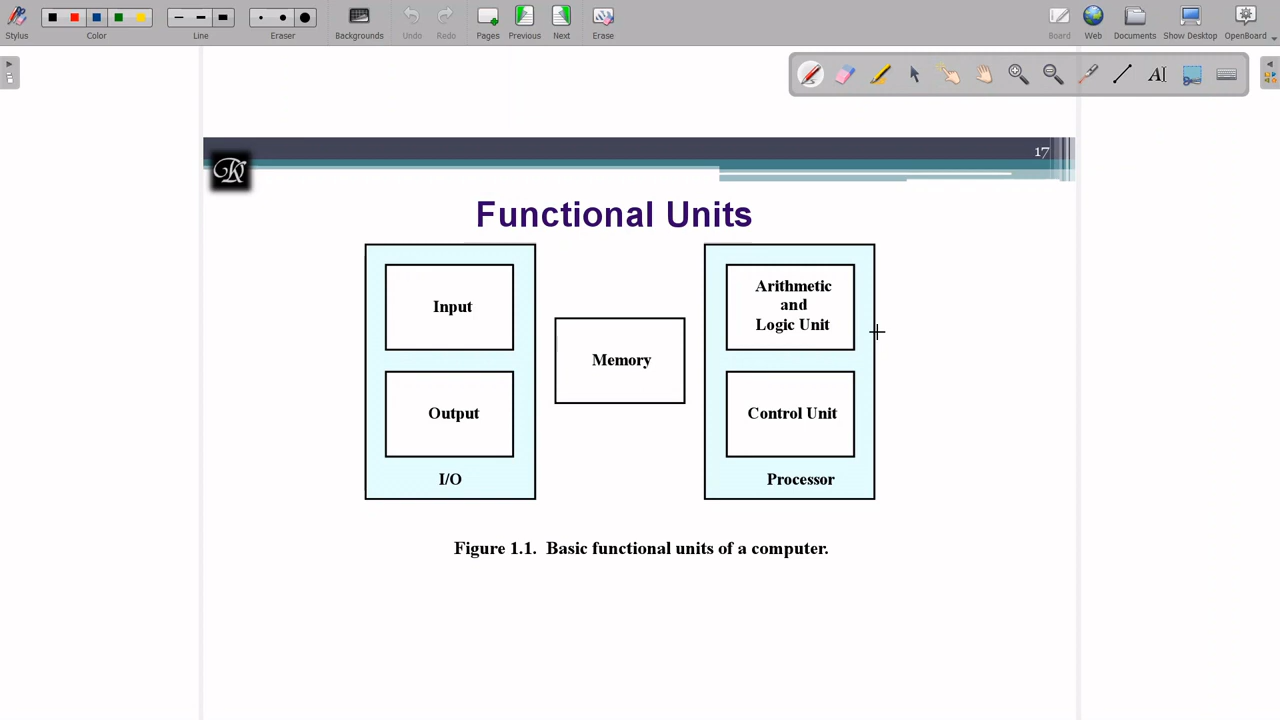 Stylus
Color
Line
Eraser
Backgrounds
Undo
Redo
Pages
Previous
Next
Erase
Board
Web
Documents
Show Desktop
OpenBoard
17
Functional Units
Input
Output
I/O
Memory
Arithmetic
and
Logic Unit
Control Unit
Processor
Figure 1.1. Basic functional units of a computer.